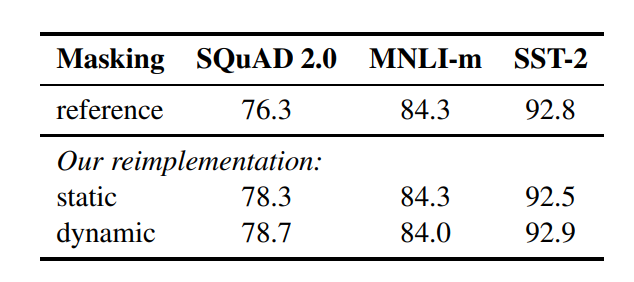 Masking SQuAD 2.0 MNLI-m SST-2
reference 76.3 84.3 92.8
Our reimplementation:
static 78.3 84.3 92.5
dynamic 78.7 84.0 92.9